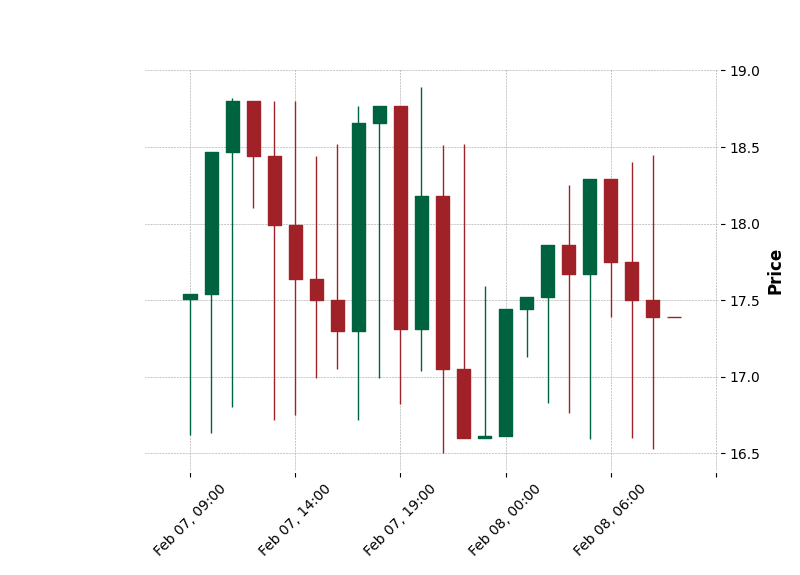 19.0
18.5
18.0
17.5
17.0
16.5
Price
Feb 07, 09:00
Feb 07, 14:00
Feb 07, 19:00
Feb 08, 00:00
Feb 08, 06:00